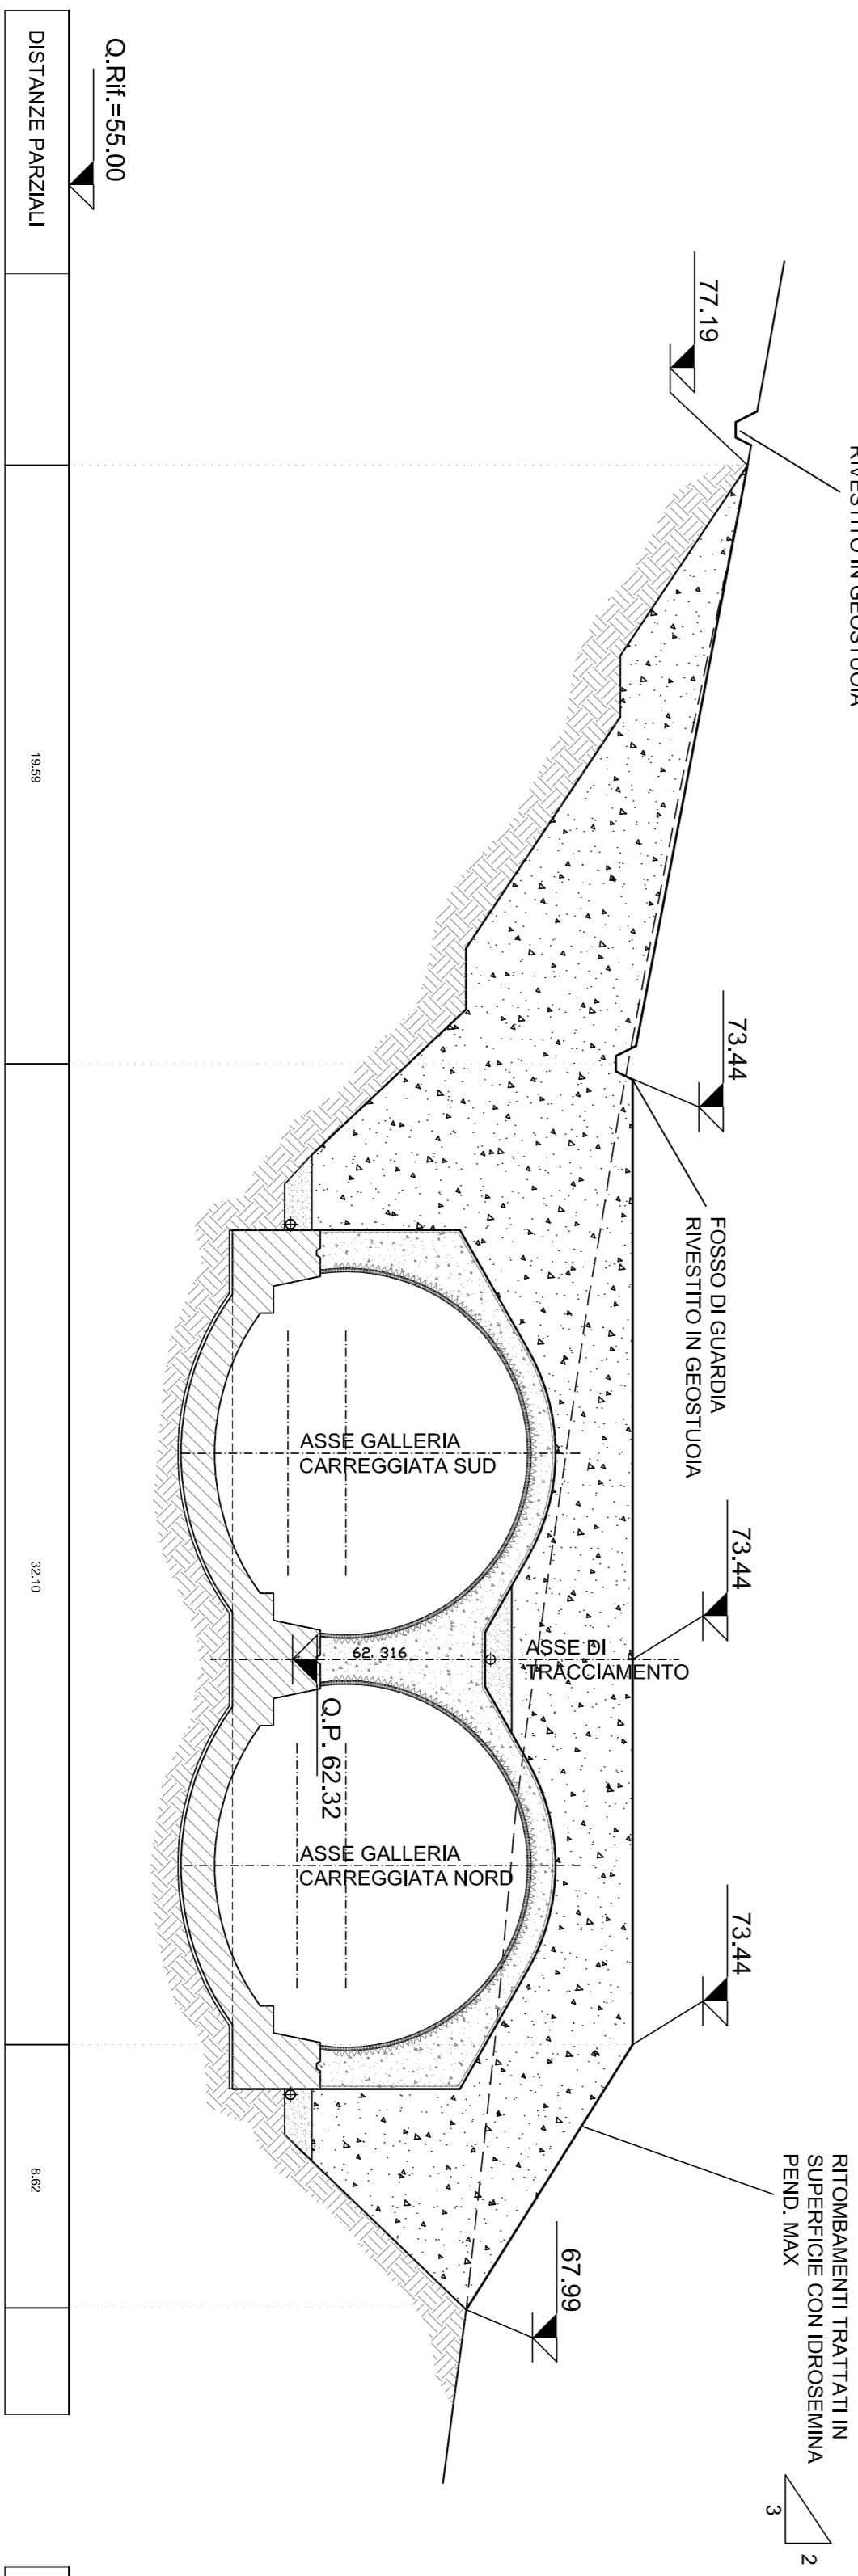 RIVESTITO IN GEOSTUOIA
77.19
73.44
FOSSO DI GUARDIA
RIVESTITO IN GEOSTUOIA
73.44
73.44
RITOMBAMENTI TRATTATI IN
SUPERFICIE CON IDROSEMINA
PEND. MAX
3
2
67.99
ASSE GALLERIA
CARREGGIATA SUD
ASSE DI
TRACCIAMENTO
62.316
Q.P. 62.32
ASSE GALLERIA
CARREGGIATA NORD
Q.Rif.=55.00
DISTANZE PARZIALI
19.59
32.10
8.62